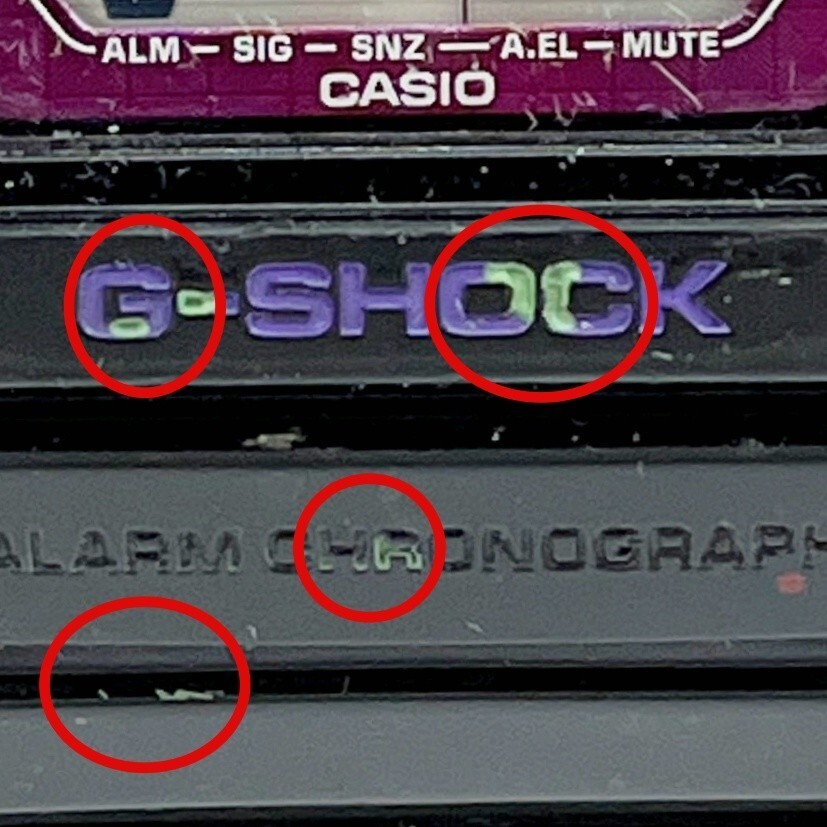 ALM — SIG — SNZ — A.EL — MUTE
CASIO
G-SHOCK
ALARM CHRONOGRAPH